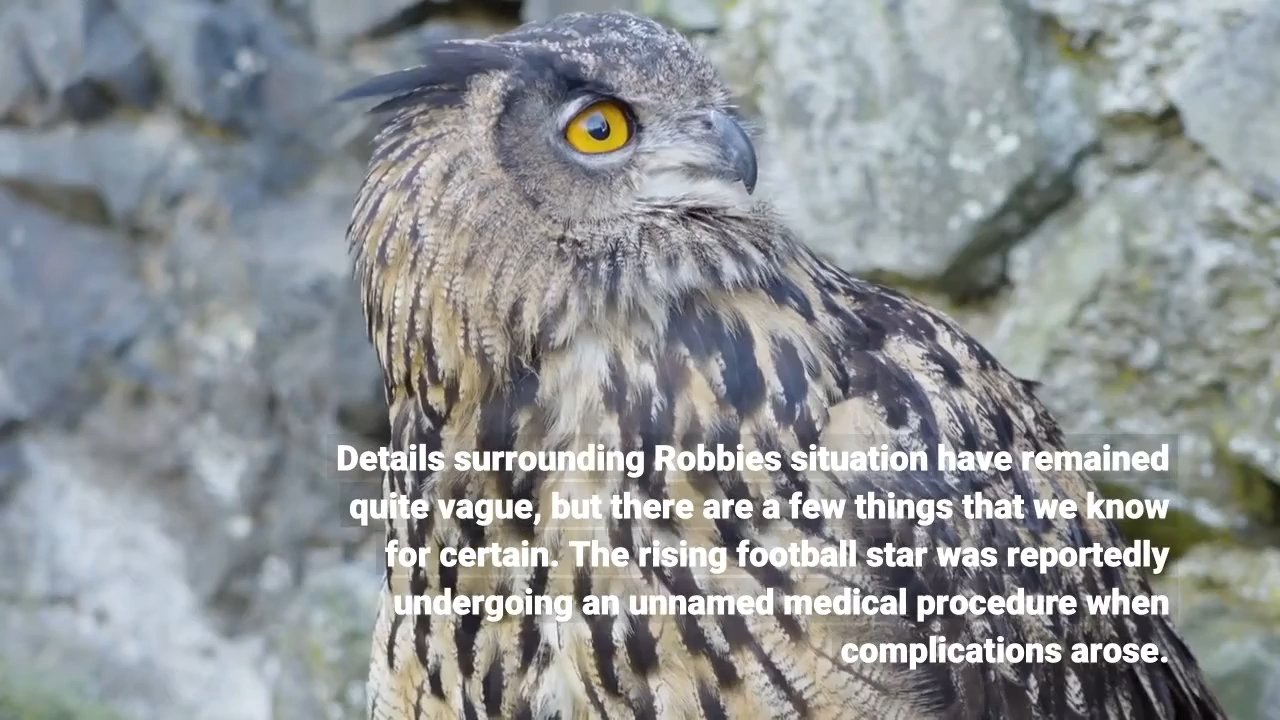 Details surrounding Robbies situation have remained
quite vague, but there are a few things that we know
for certain. The rising football star was reportedly
undergoing an unnamed medical procedure when
complications arose.